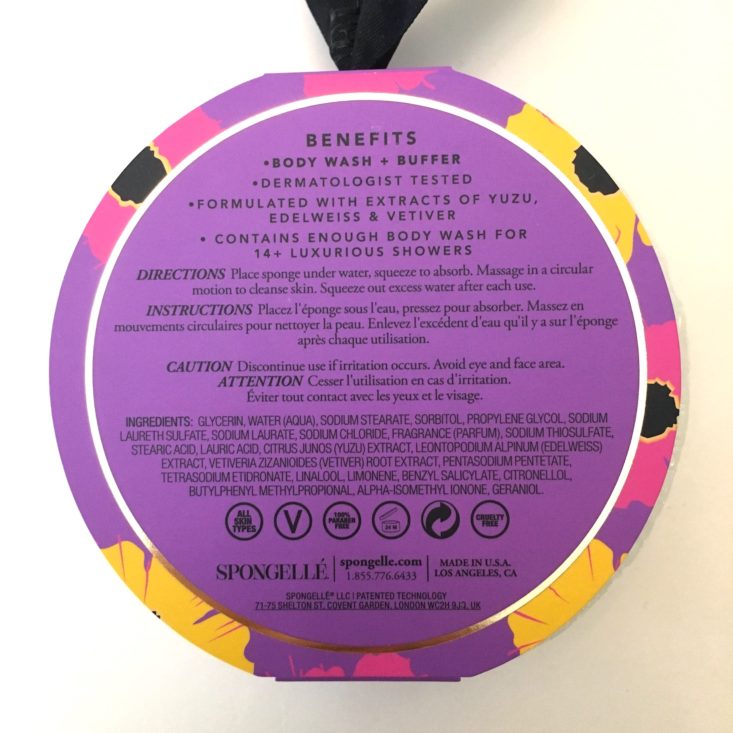 BENEFITS
•BODY WASH + BUFFER
•DERMATOLOGIST TESTED
•FORMULATED WITH EXTRACTS OF YUZU,
EDELWEISS & VETIVER
• CONTAINS ENOUGH BODY WASH FOR
14+ LUXURIOUS SHOWERS
DIRECTIONS Place sponge under water, squeeze to absorb. Massage in a circular
motion to cleanse skin. Squeeze out excess water after each use.
INSTRUCTIONS Placez l'éponge sous l'eau, pressez pour absorber. Massez en
mouvements circulaires pour nettoyer la peau. Enlevez l'excédent d'eau qu'il y a sur l'éponge
après chaque utilisation.
CAUTION Discontinue use if irritation occurs. Avoid eye and face area.
ATTENTION Cesser l'utilisation en cas d'irritation.
Éviter tout contact avec les yeux et le visage.
INGREDIENTS: GLYCERIN, WATER (AQUA), SODIUM STEARATE, SORBITOL, PROPYLENE GLYCOL, SODIUM
LAURETH SULFATE, SODIUM LAURATE, SODIUM CHLORIDE, FRAGRANCE (PARFUM), SODIUM THIOSULFATE,
STEARIC ACID, LAURIC ACID, CITRUS JUNOS (YUZU) EXTRACT, LEONTOPODIUM ALPINUM (EDELWEISS)
EXTRACT, VETIVERIA ZIZANIOIDES (VETIVER) ROOT EXTRACT, PENTASODIUM PENTETATE,
TETRASODIUM ETIDRONATE, LINALOOL, LIMONENE, BENZYL SALICYLATE, CITRONELLOL,
BUTYLPHENYL METHYLPROPIONAL, ALPHA-ISOMETHYL IONONE, GERANIOL.
ALL SKIN TYPES
V
100% PARABEN FREE
24 M
CRUELTY FREE
SPONGELLÉ
spongelle.com
1.855.776.6433
MADE IN U.S.A.
LOS ANGELES, CA
SPONGELLÉ® LLC | PATENTED TECHNOLOGY
71-75 SHELTON ST, COVENT GARDEN, LONDON WC2H 9J3, UK